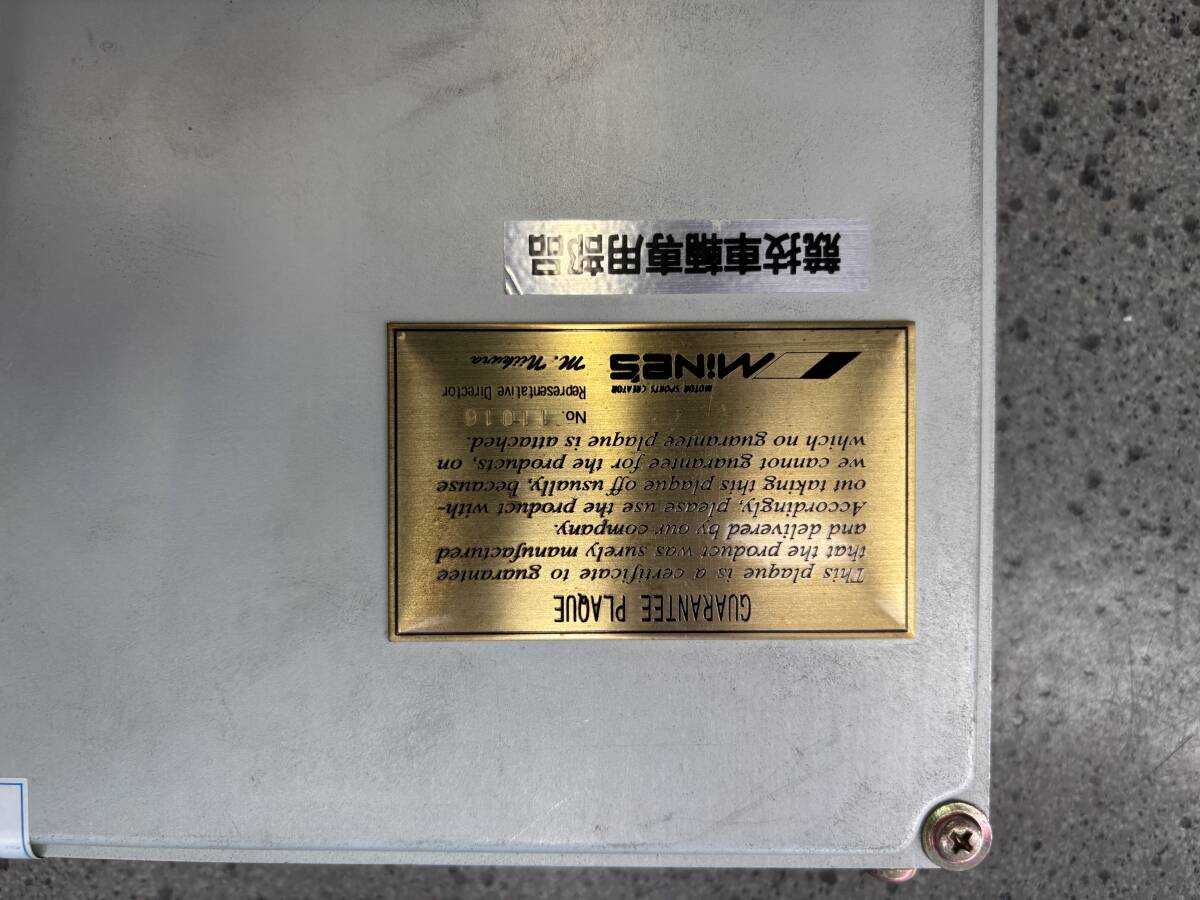 GUARANTEE PLAQUE
This plaque is a certificate to guarantee
that the product was surely manufactured
and delivered by our company.
Accordingly, please use the product with-
out taking this plaque off usually, because
we cannot guarantee for the products, on
which no guarantee plaque is attached.
No. 11016
MOTOR SPORTS CREATOR
MiNE'S
Representative Director
M. Niikura
競技車輛専用部品